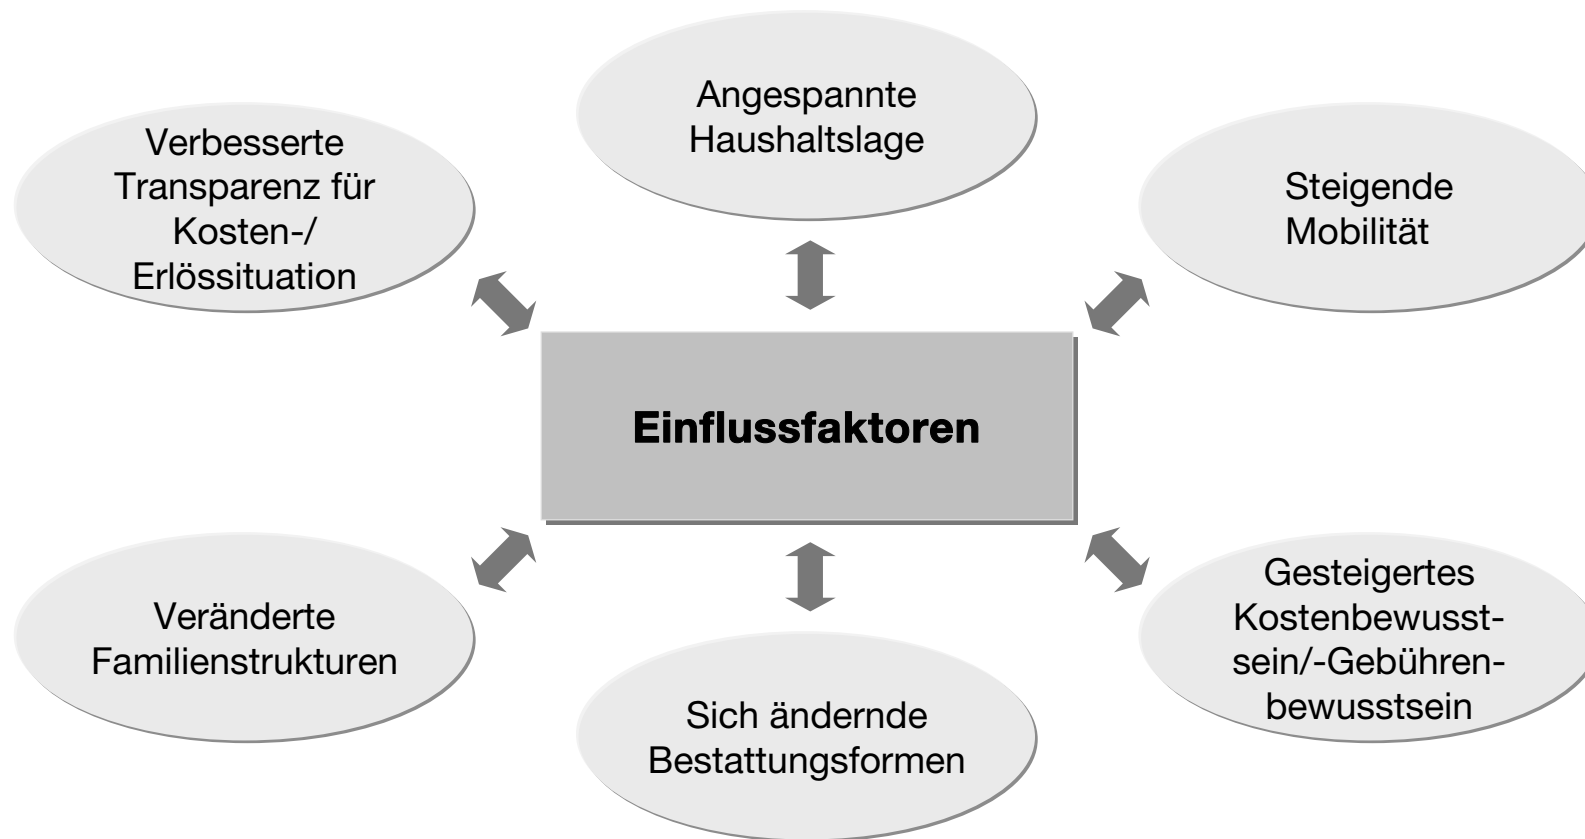 Angespannte
Haushaltslage
Verbesserte
Transparenz für
Kosten-/
Erlössituation
Steigende
Mobilität
Einflussfaktoren
Veränderte
Familienstrukturen
Sich ändernde
Bestattungsformen
Gesteigertes
Kostenbewusst-
sein/-Gebühren-
bewusstsein